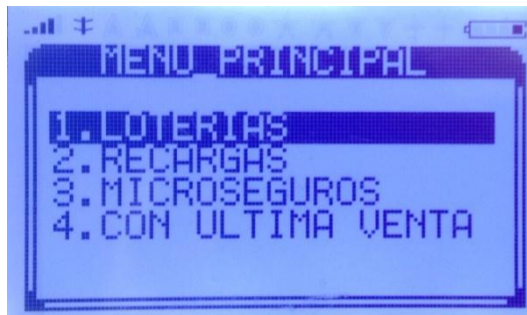 MENU PRINCIPAL
1.LOTERIAS
2.RECARGAS
3.MICROSEGUROS
4.CON ULTIMA VENTA